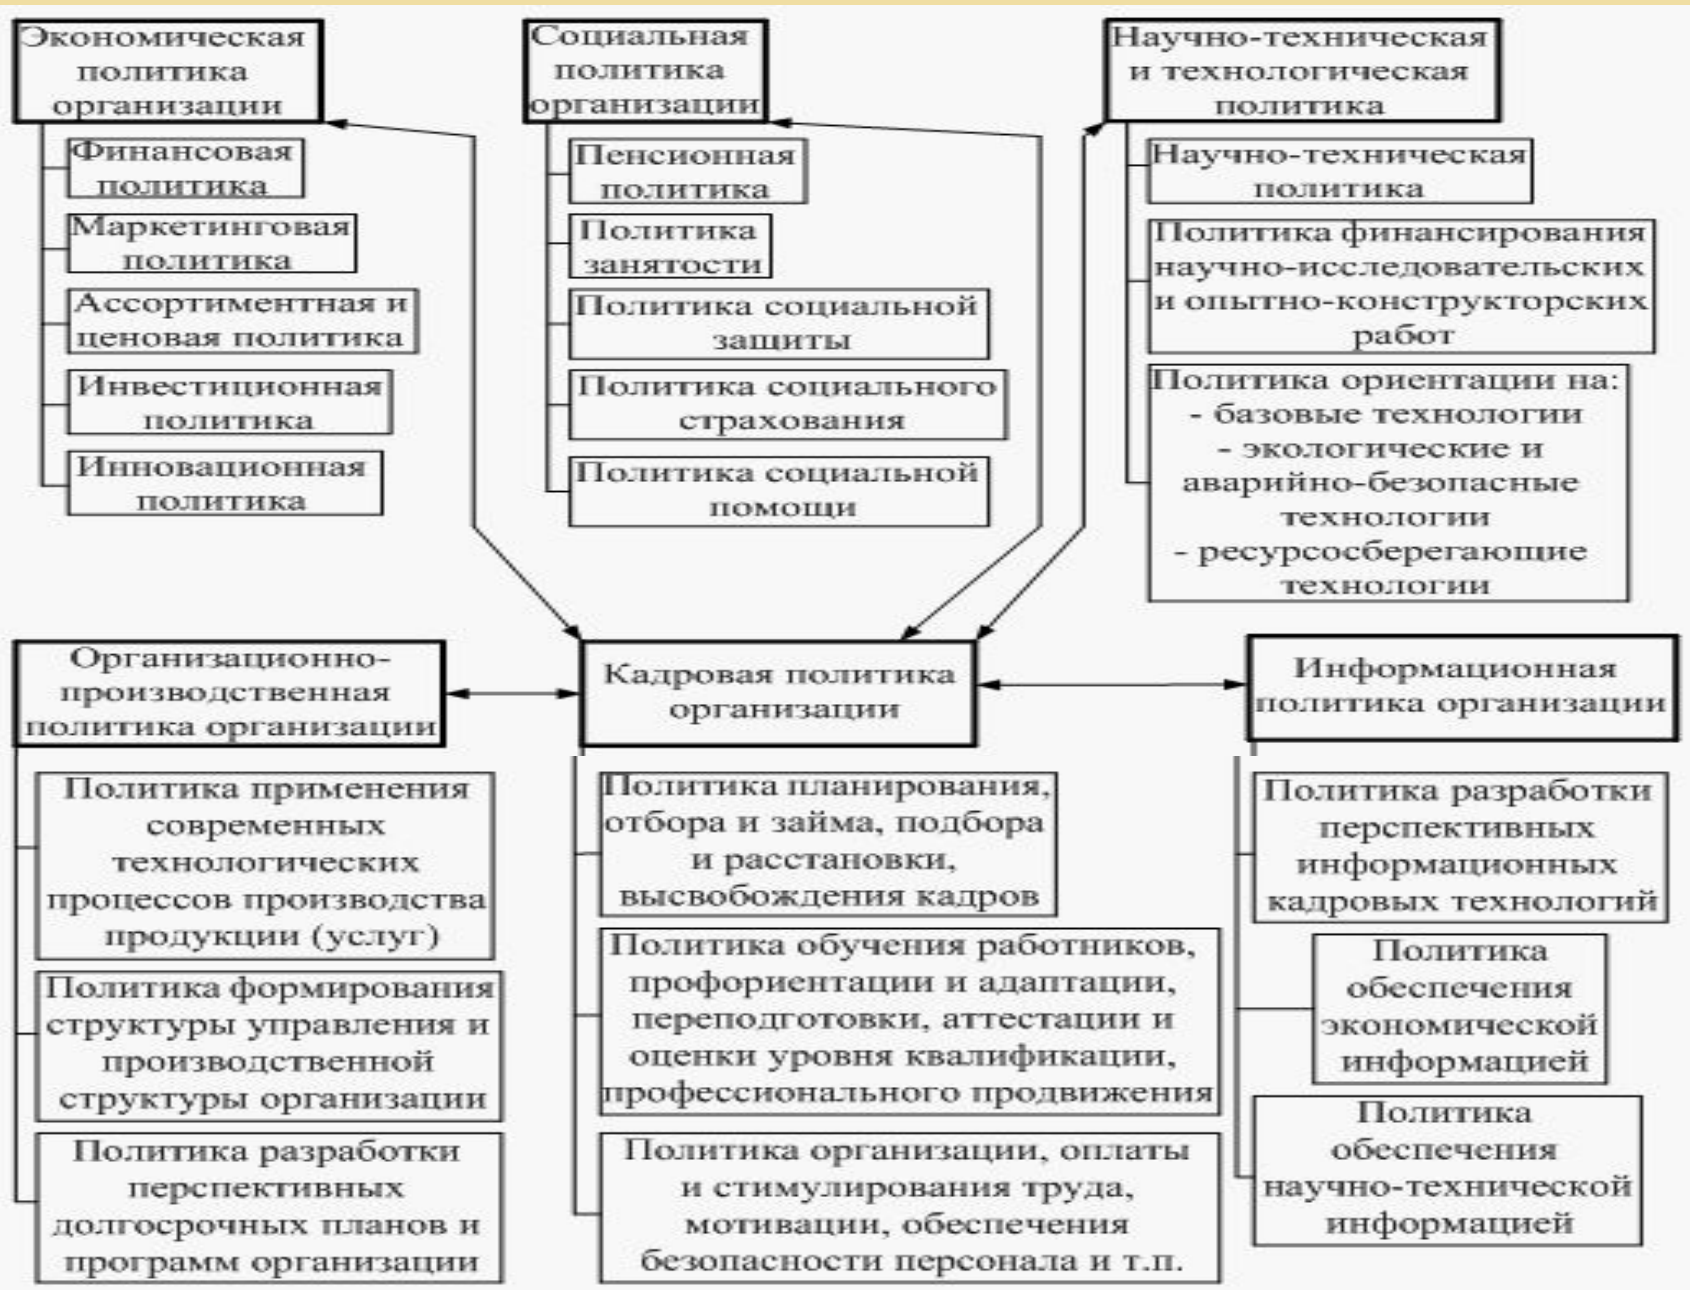 Экономическая
политика
организации
Финансовая
политика
Маркетинговая
политика
Ассортиментная и
ценовая политика
Инвестиционная
политика
Инновационная
политика
Социальная
политика
организации
Пенсионная
политика
Политика
занятости
Политика социальной
защиты
Политика социального
страхования
Политика социальной
помощи
Научно-техническая
и технологическая
политика
Научно-техническая
политика
Политика финансирования
научно-исследовательских
и опытно-конструкторских
работ
Политика ориентации на:
- базовые технологии
- экологические и
аварийно-безопасные
технологии
- ресурсосберегающие
технологии
Организационно-
производственная
политика организации
Политика применения
современных
технологических
процессов производства
продукции (услуг)
Политика формирования
структуры управления и
производственной
структуры организации
Политика разработки
перспективных
долгосрочных планов и
программ организации
Кадровая политика
организации
Политика планирования,
отбора и займа, подбора
и расстановки,
высвобождения кадров
Политика обучения работников,
профориентации и адаптации,
переподготовки, аттестации и
оценки уровня квалификации,
профессионального продвижения
Политика организации, оплаты
и стимулирования труда,
мотивации, обеспечения
безопасности персонала и т.п.
Информационная
политика организации
Политика разработки
перспективных
информационных
кадровых технологий
Политика
обеспечения
экономической
информацией
Политика
обеспечения
научно-технической
информацией